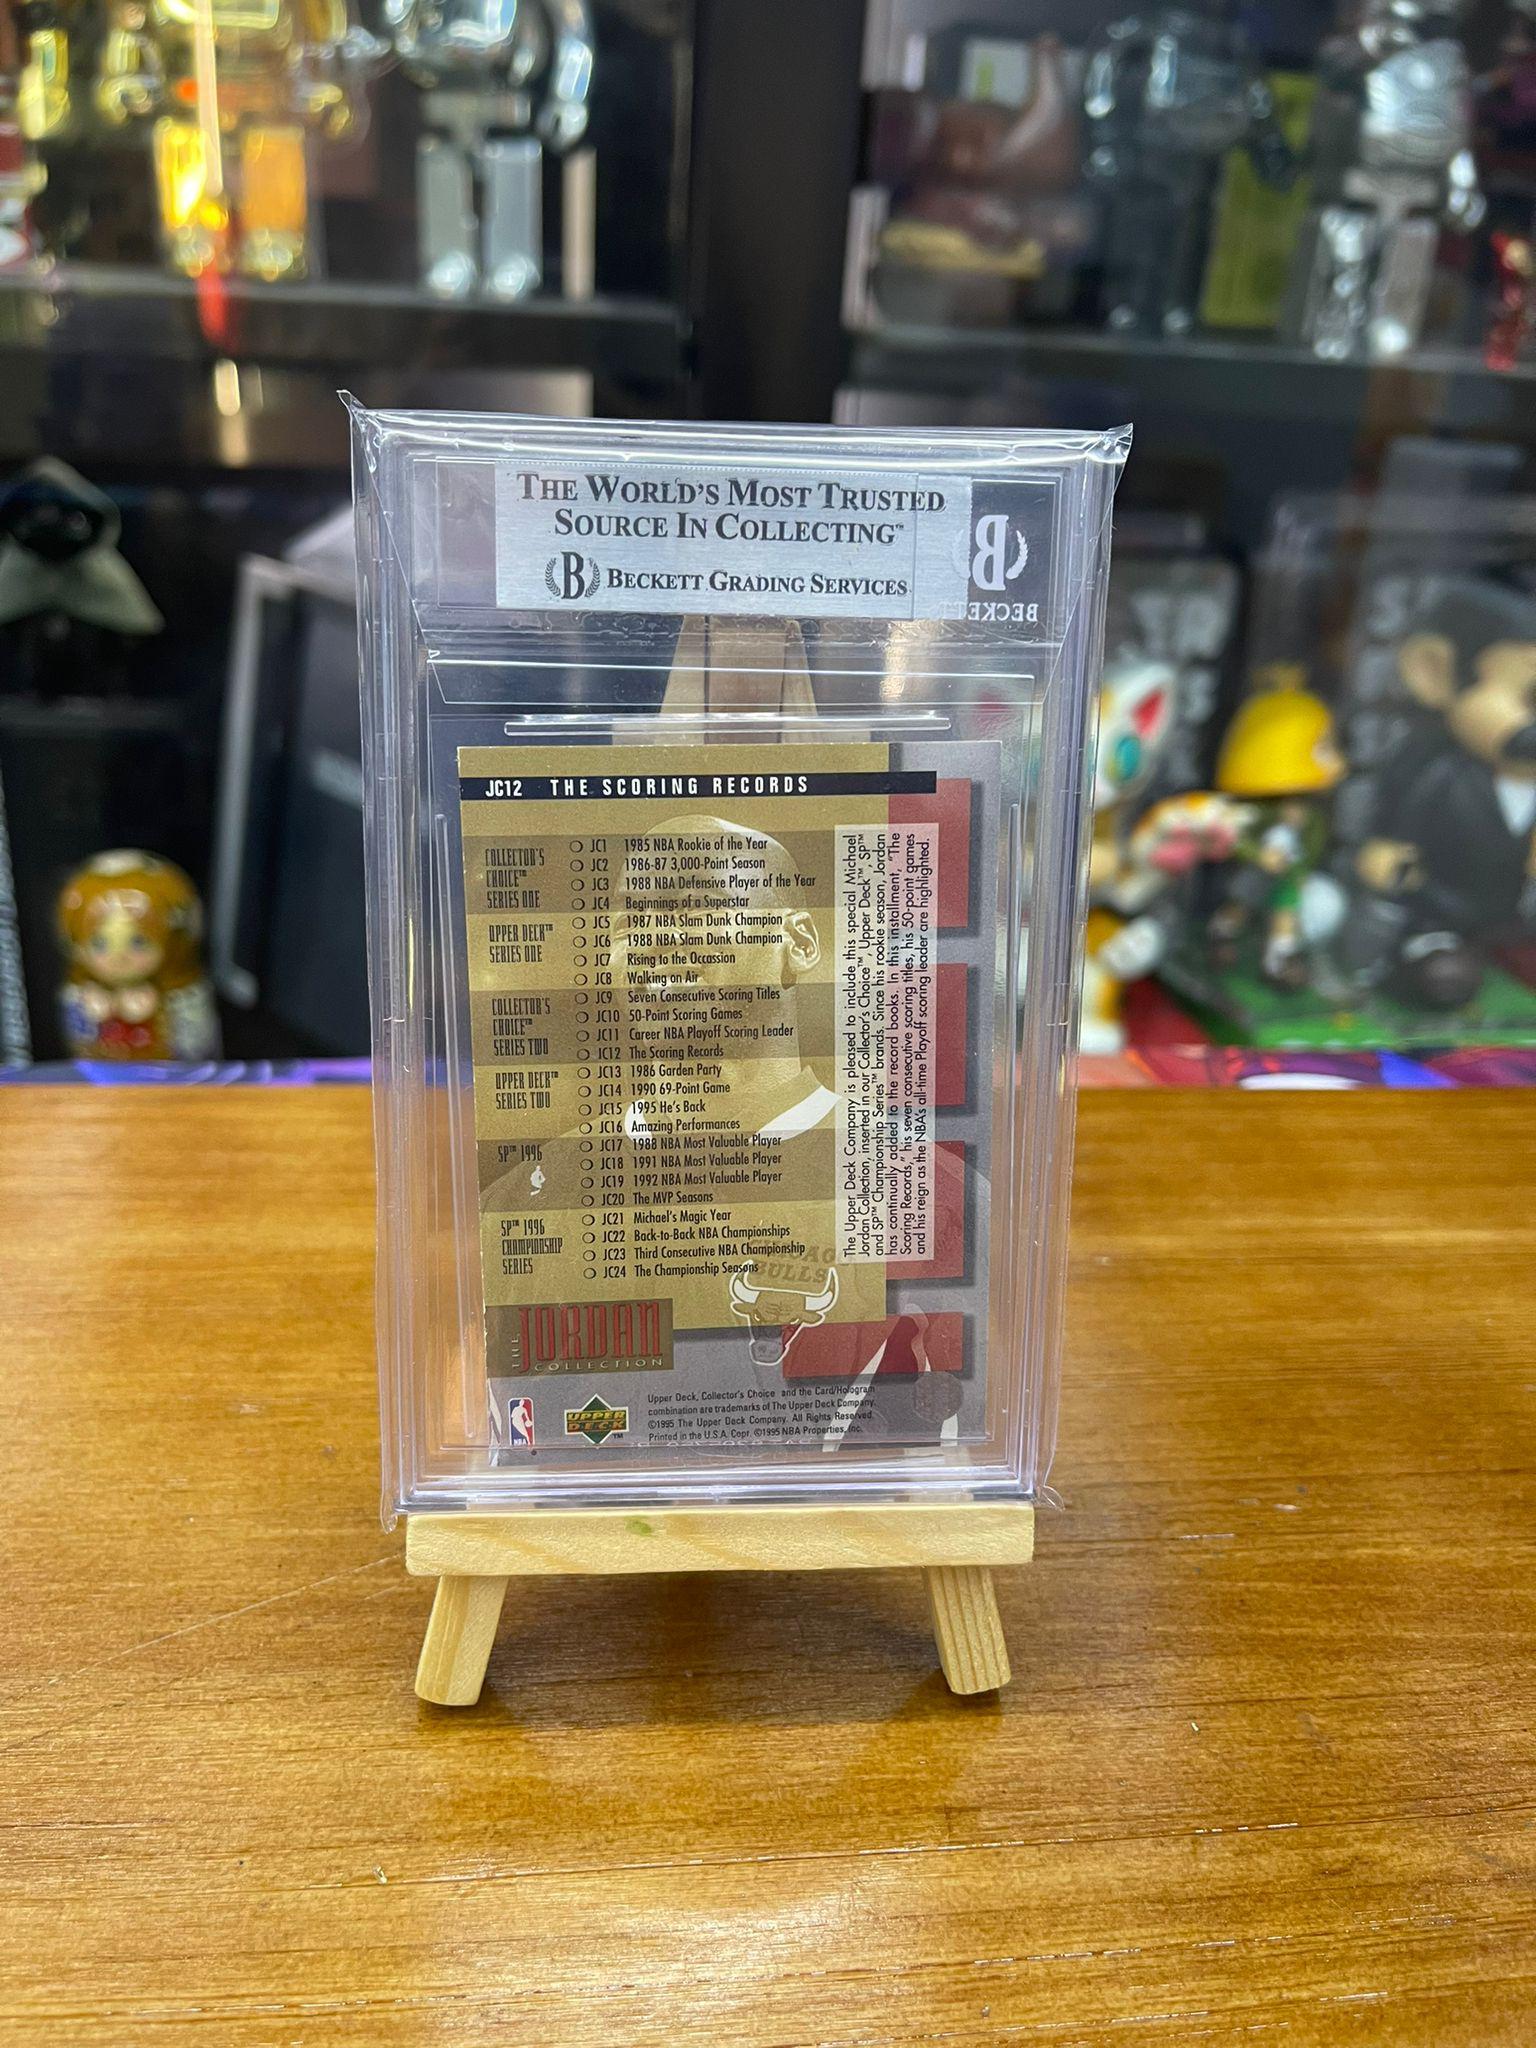 THE WORLD'S MOST TRUSTED
SOURCE IN COLLECTING™
B BECKETT GRADING SERVICES
B
BECKETT
JC12 THE SCORING RECORDS
COLLECTOR'S
CHOICE™
SERIES ONE
JC1 1985 NBA Rookie of the Year
JC2 1986-87 3,000-Point Season
JC3 1988 NBA Defensive Player of the Year
JC4 Beginnings of a Superstar
UPPER DECK™
SERIES ONE
JC5 1987 NBA Slam Dunk Champion
JC6 1988 NBA Slam Dunk Champion
JC7 Rising to the Occassion
JC8 Walking on Air
COLLECTOR'S
CHOICE™
SERIES TWO
JC9 Seven Consecutive Scoring Titles
JC10 50-Point Scoring Games
JC11 Career NBA Playoff Scoring Leader
JC12 The Scoring Records
UPPER DECK™
SERIES TWO
JC13 1986 Garden Party
JC14 1990 69-Point Game
JC15 1995 He's Back
JC16 Amazing Performances
SP™ 1996
JC17 1988 NBA Most Valuable Player
JC18 1991 NBA Most Valuable Player
JC19 1992 NBA Most Valuable Player
JC20 The MVP Seasons
SP™ 1996
CHAMPIONSHIP
SERIES
JC21 Michael's Magic Year
JC22 Back-to-Back NBA Championships
JC23 Third Consecutive NBA Championship
JC24 The Championship Seasons
The Upper Deck Company is pleased to include this special Michael
Jordan Collection, inserted in our Collector's Choice™, Upper Deck™, SP™
and SP™ Championship Series™ brands. Since his rookie season, Jordan
has continually added to the record books. In this installment, "The
Scoring Records," his seven consecutive scoring titles, his 50-point games
and his reign as the NBA's all-time Playoff scoring leader are highlighted.
CHICAGO
BULLS
THE
JORDAN
COLLECTION
NBA
UPPER
DECK™
Upper Deck, Collector's Choice and the Card/Hologram
combination are trademarks of The Upper Deck Company.
©1995 The Upper Deck Company. All Rights Reserved.
Printed in the U.S.A. Copr. ©1995 NBA Properties, Inc.